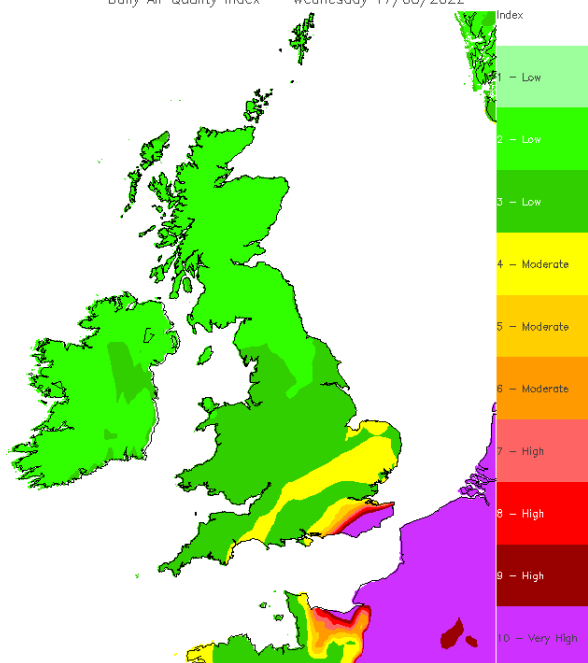 Daily Air Quality Index Wednesday 17/08/2022
Index
1 - Low
2 - Low
3 - Low
4 - Moderate
5 - Moderate
6 - Moderate
7 - High
8 - High
9 - High
10 - Very High